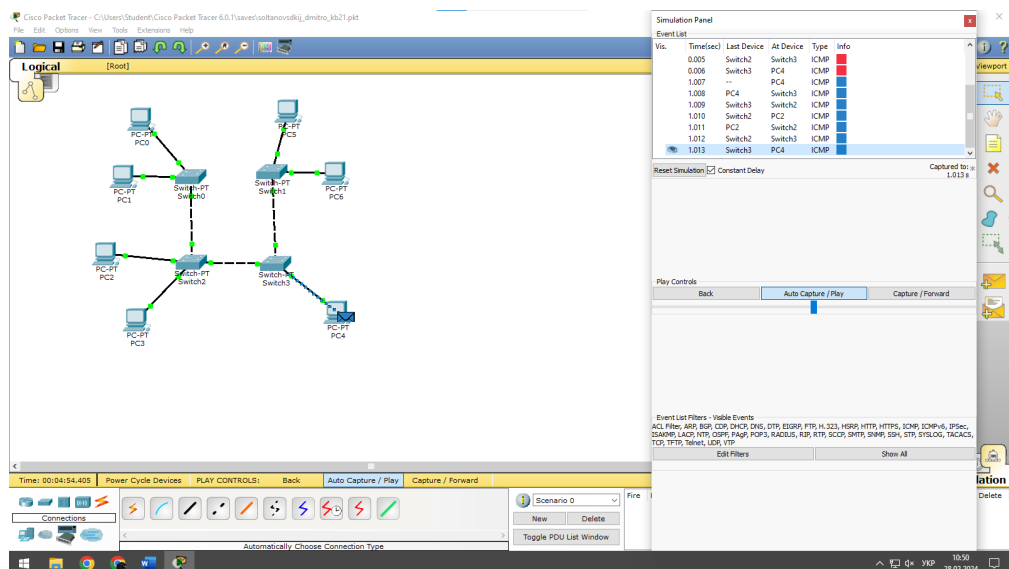 Cisco Packet Tracer - C:\Users\Student\Cisco Packet Tracer 6.0.1\saves\soltanovsdkij_dmitro_kb21.pkt
File Edit Options View Tools Extensions Help
Logical [Root]
Viewport
PC-PT
PC0
PC-PT
PC5
PC-PT
PC1
Switch-PT
Switch0
Switch-PT
Switch1
PC-PT
PC6
PC-PT
PC2
Switch-PT
Switch2
Switch-PT
Switch3
PC-PT
PC3
PC-PT
PC4
Simulation Panel
Event List
Vis. Time(sec) Last Device At Device Type Info
0.005 Switch2 Switch3 ICMP
0.006 Switch3 PC4 ICMP
1.007 -- PC4 ICMP
1.008 PC4 Switch3 ICMP
1.009 Switch3 Switch2 ICMP
1.010 Switch2 PC2 ICMP
1.011 PC2 Switch2 ICMP
1.012 Switch2 Switch3 ICMP
1.013 Switch3 PC4 ICMP
Reset Simulation Constant Delay Captured to: *
1.013 s
Play Controls
Back Auto Capture / Play Capture / Forward
Event List Filters - Visible Events
ACL Filter, ARP, BGP, CDP, DHCP, DNS, DTP, EIGRP, FTP, H.323, HSRP, HTTP, HTTPS, ICMP, ICMPv6, IPSec,
ISAKMP, LACP, NTP, OSPF, PAgP, POP3, RADIUS, RIP, RTP, SCCP, SMTP, SNMP, SSH, STP, SYSLOG, TACACS,
TCP, TFTP, Telnet, UDP, VTP
Edit Filters Show All
Time: 00:04:54.405 Power Cycle Devices PLAY CONTROLS: Back Auto Capture / Play Capture / Forward
lation
Connections
Automatically Choose Connection Type
Scenario 0
New Delete
Toggle PDU List Window
Fire
Delete
УКР
10:50
28.02.2024